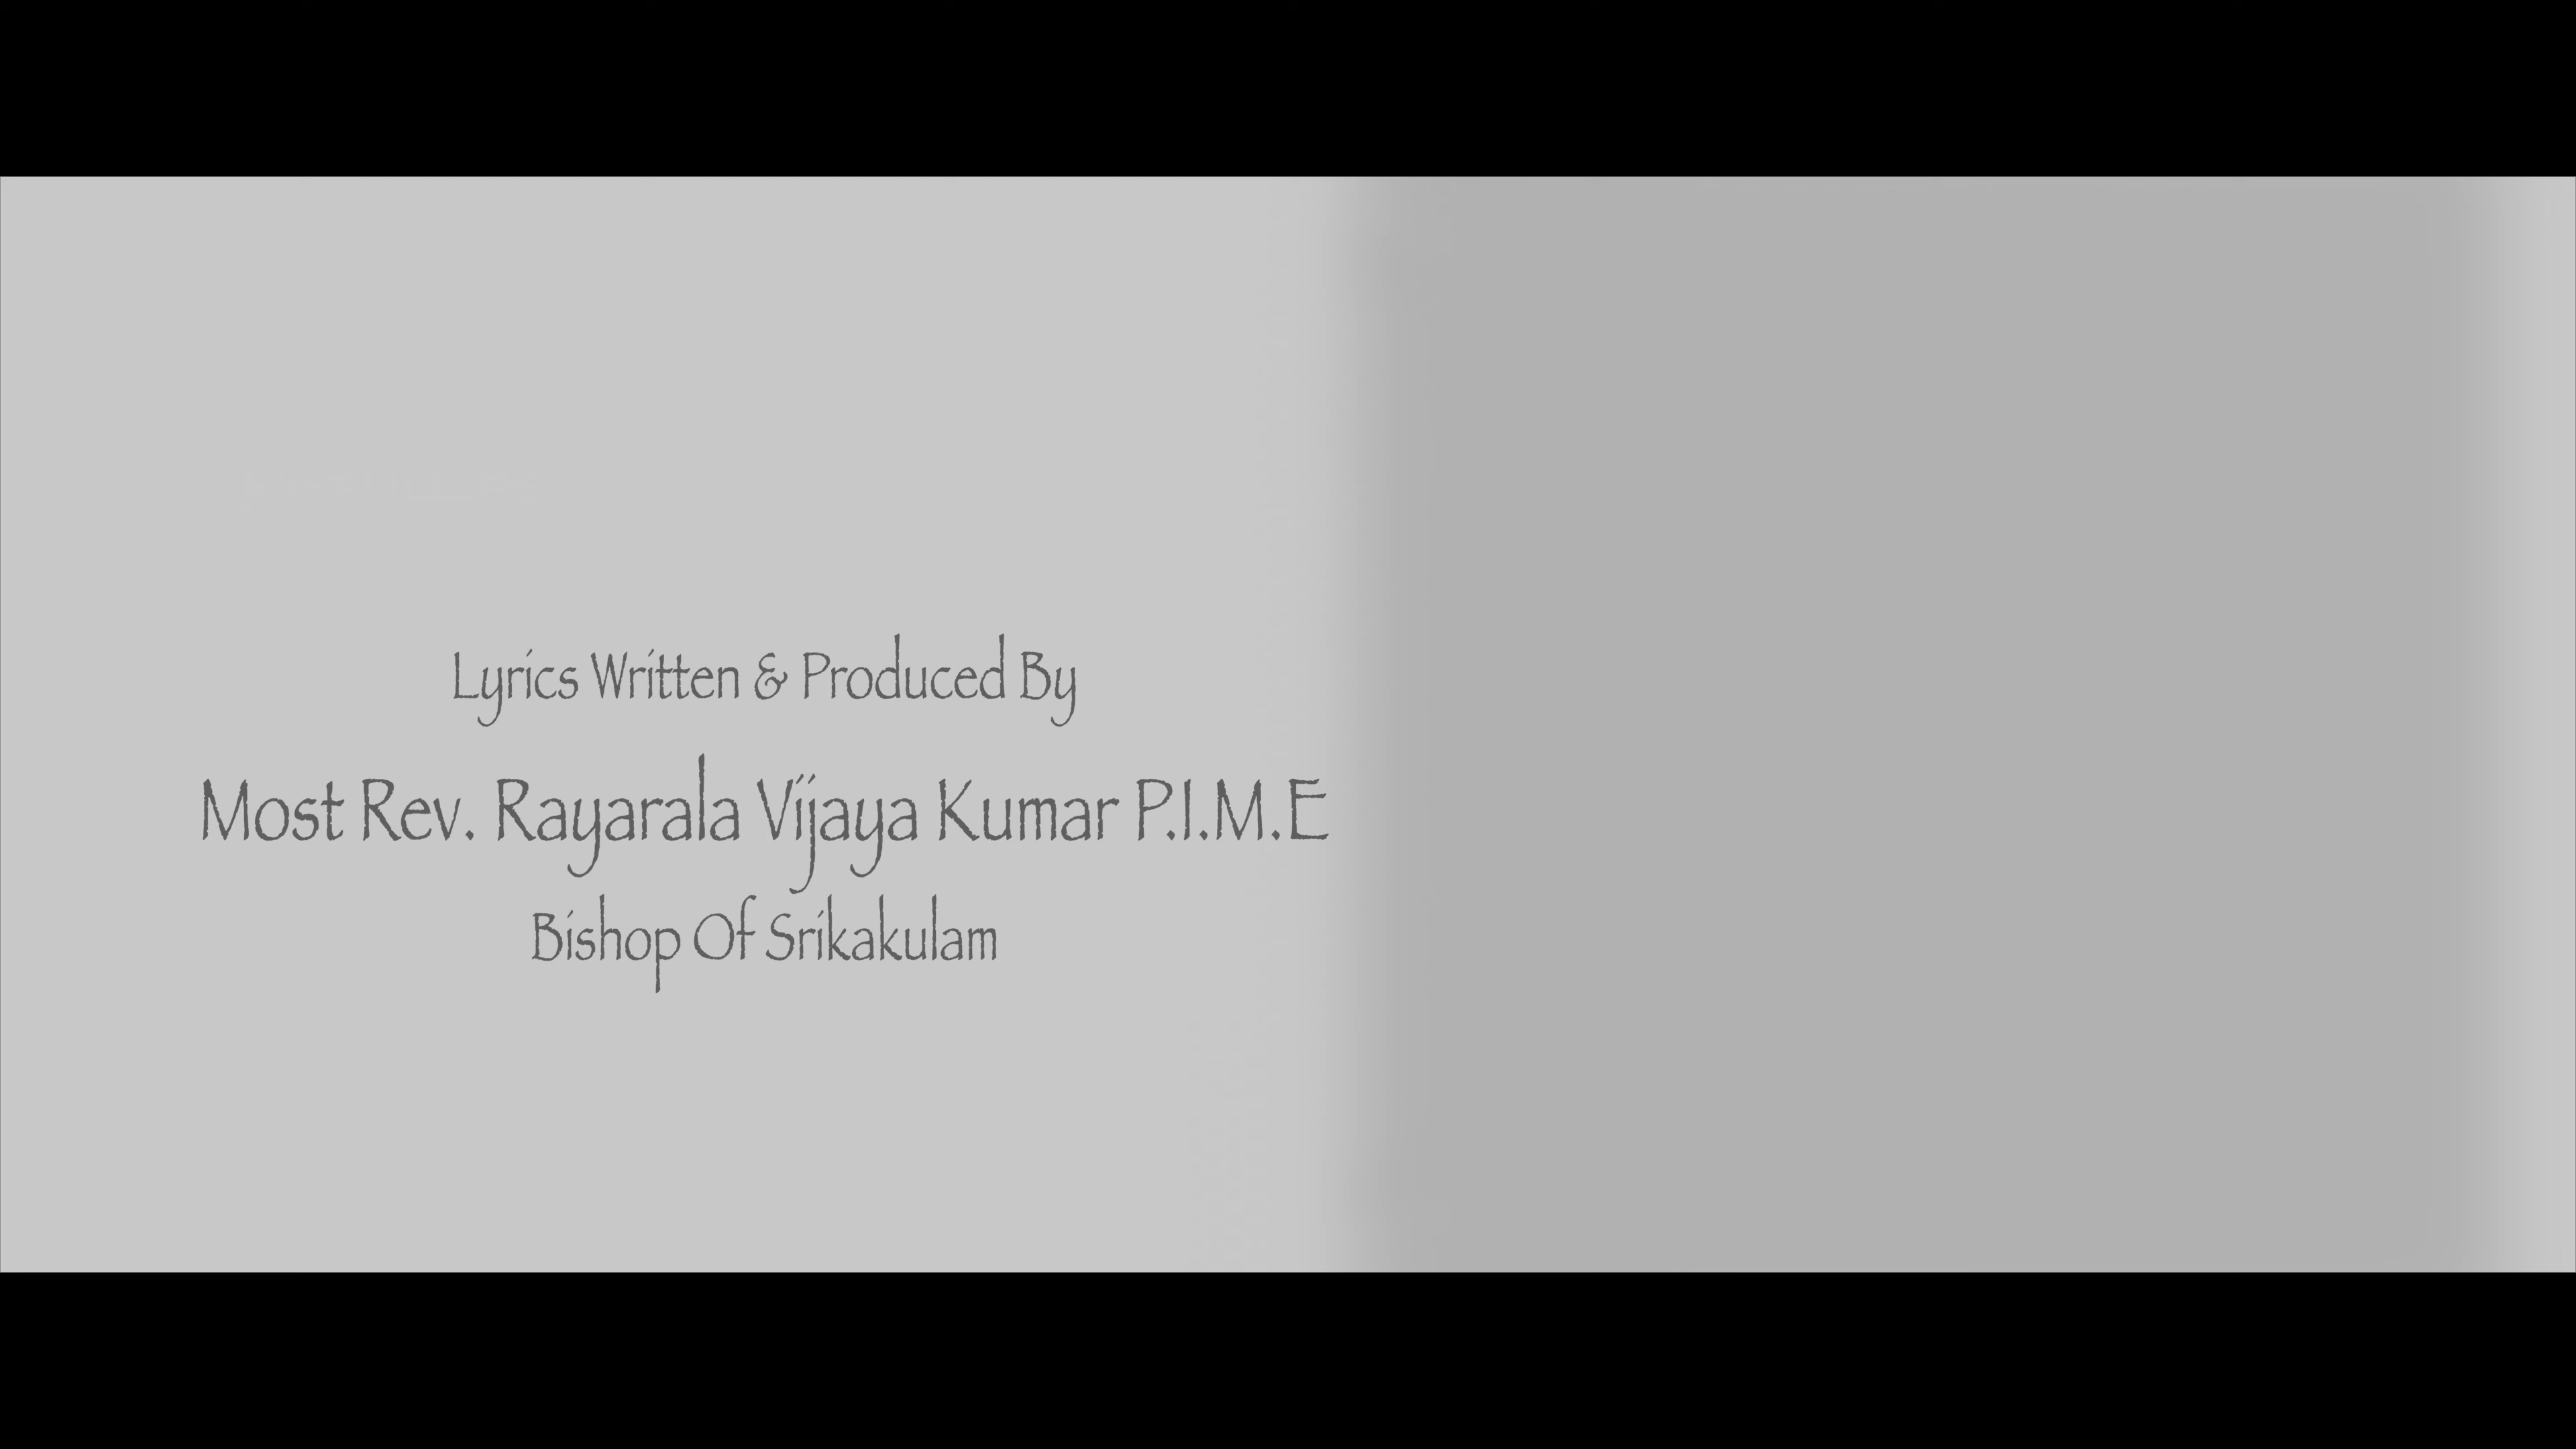 Lyrics Written & Produced By
Most Rev. Rayarala Vijaya Kumar P.I.M.E
Bishop Of Srikakulam